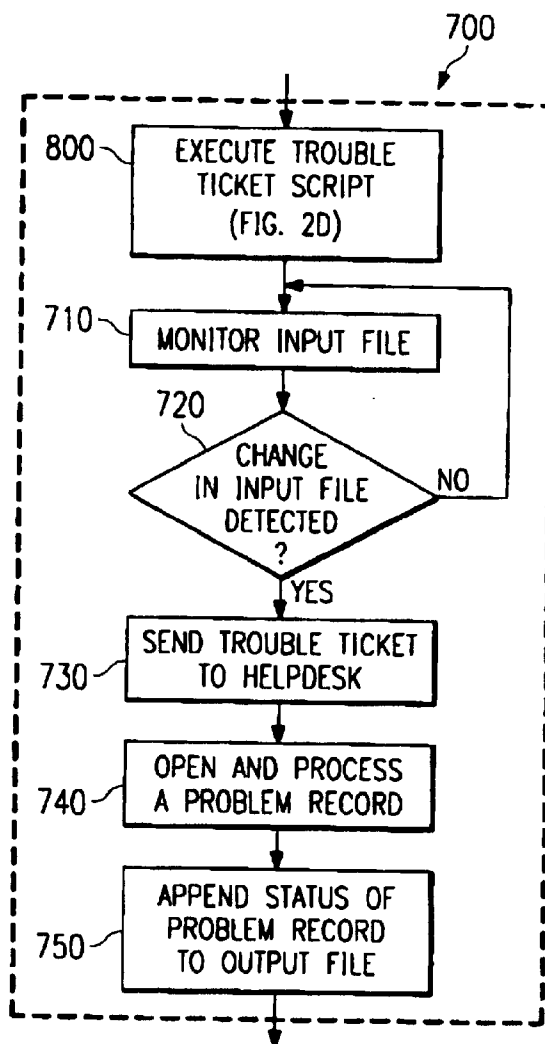 700
800
EXECUTE TROUBLE
TICKET SCRIPT
(FIG. 2D)
710
MONITOR INPUT FILE
720
CHANGE
IN INPUT FILE
DETECTED
?
NO
YES
730
SEND TROUBLE TICKET
TO HELPDESK
740
OPEN AND PROCESS
A PROBLEM RECORD
750
APPEND STATUS OF
PROBLEM RECORD
TO OUTPUT FILE